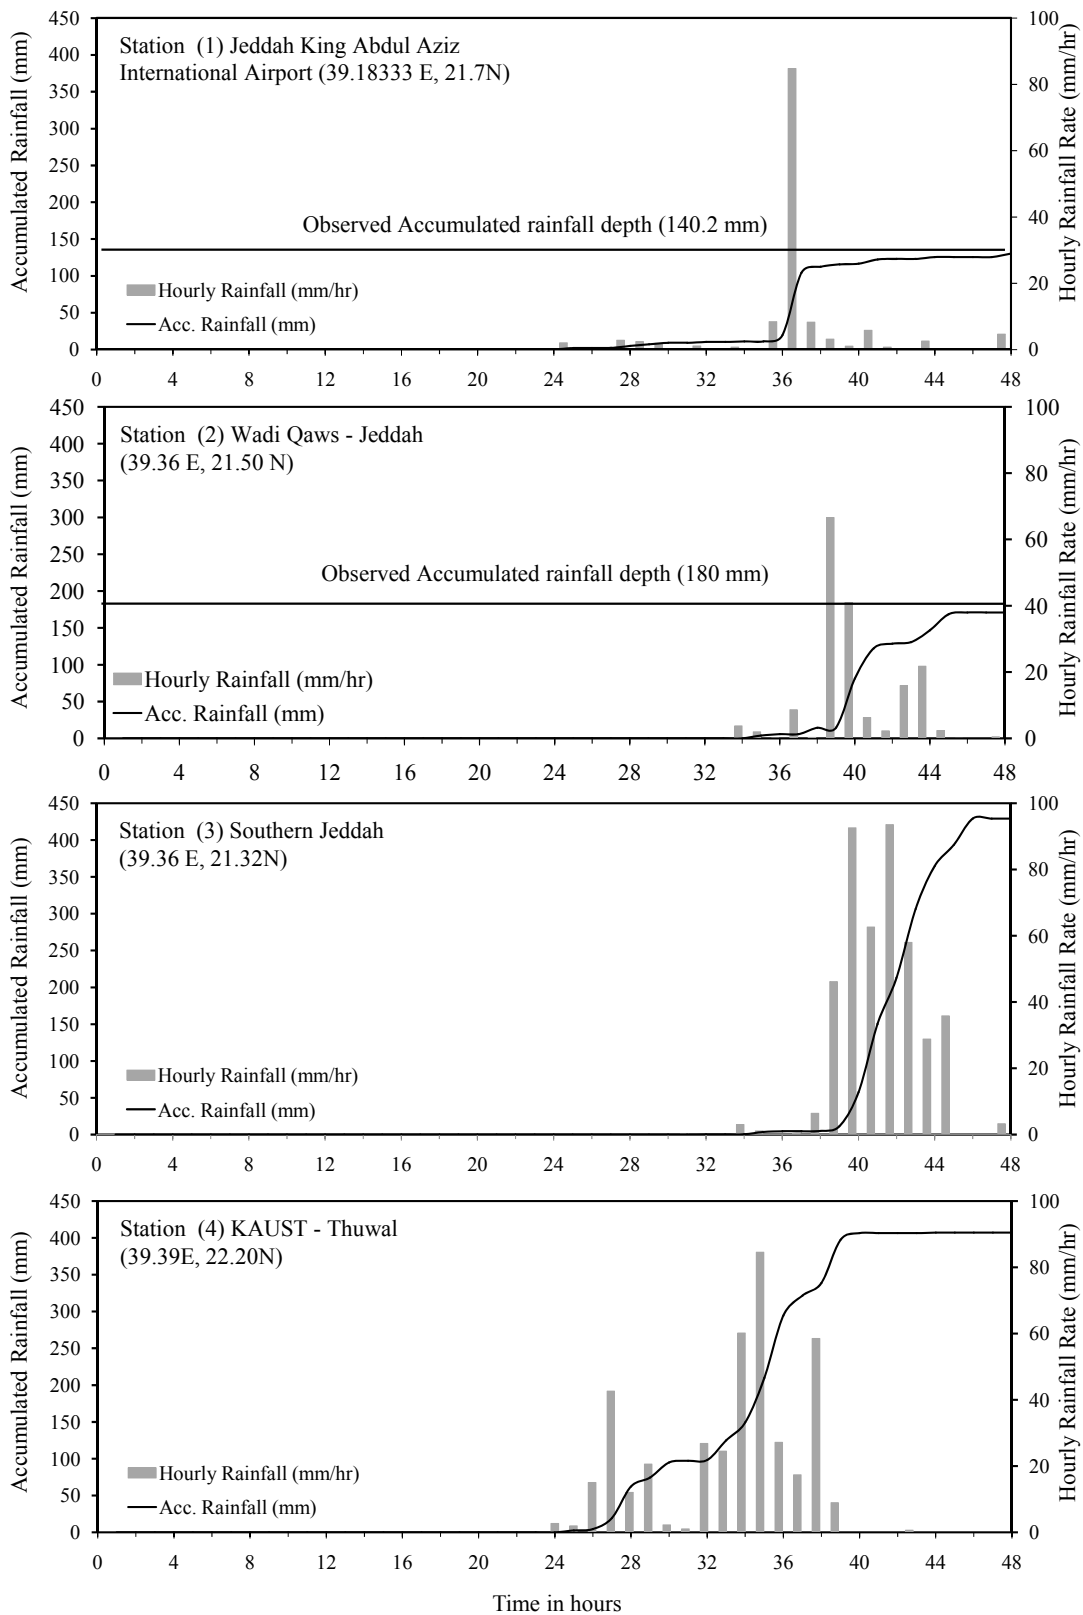 Station (1) Jeddah King Abdul Aziz
International Airport (39.18333 E, 21.7N)
Observed Accumulated rainfall depth (140.2 mm)
Hourly Rainfall (mm/hr)
Acc. Rainfall (mm)
Accumulated Rainfall (mm)
450
400
350
300
250
200
150
100
50
0
Hourly Rainfall Rate (mm/hr)
100
80
60
40
20
0
0 4 8 12 16 20 24 28 32 36 40 44 48
Station (2) Wadi Qaws - Jeddah
(39.36 E, 21.50 N)
Observed Accumulated rainfall depth (180 mm)
Hourly Rainfall (mm/hr)
Acc. Rainfall (mm)
Accumulated Rainfall (mm)
450
400
350
300
250
200
150
100
50
0
Hourly Rainfall Rate (mm/hr)
100
80
60
40
20
0
0 4 8 12 16 20 24 28 32 36 40 44 48
Station (3) Southern Jeddah
(39.36 E, 21.32N)
Hourly Rainfall (mm/hr)
Acc. Rainfall (mm)
Accumulated Rainfall (mm)
450
400
350
300
250
200
150
100
50
0
Hourly Rainfall Rate (mm/hr)
100
80
60
40
20
0
0 4 8 12 16 20 24 28 32 36 40 44 48
Station (4) KAUST - Thuwal
(39.39E, 22.20N)
Hourly Rainfall (mm/hr)
Acc. Rainfall (mm)
Accumulated Rainfall (mm)
450
400
350
300
250
200
150
100
50
0
Hourly Rainfall Rate (mm/hr)
100
80
60
40
20
0
0 4 8 12 16 20 24 28 32 36 40 44 48
Time in hours